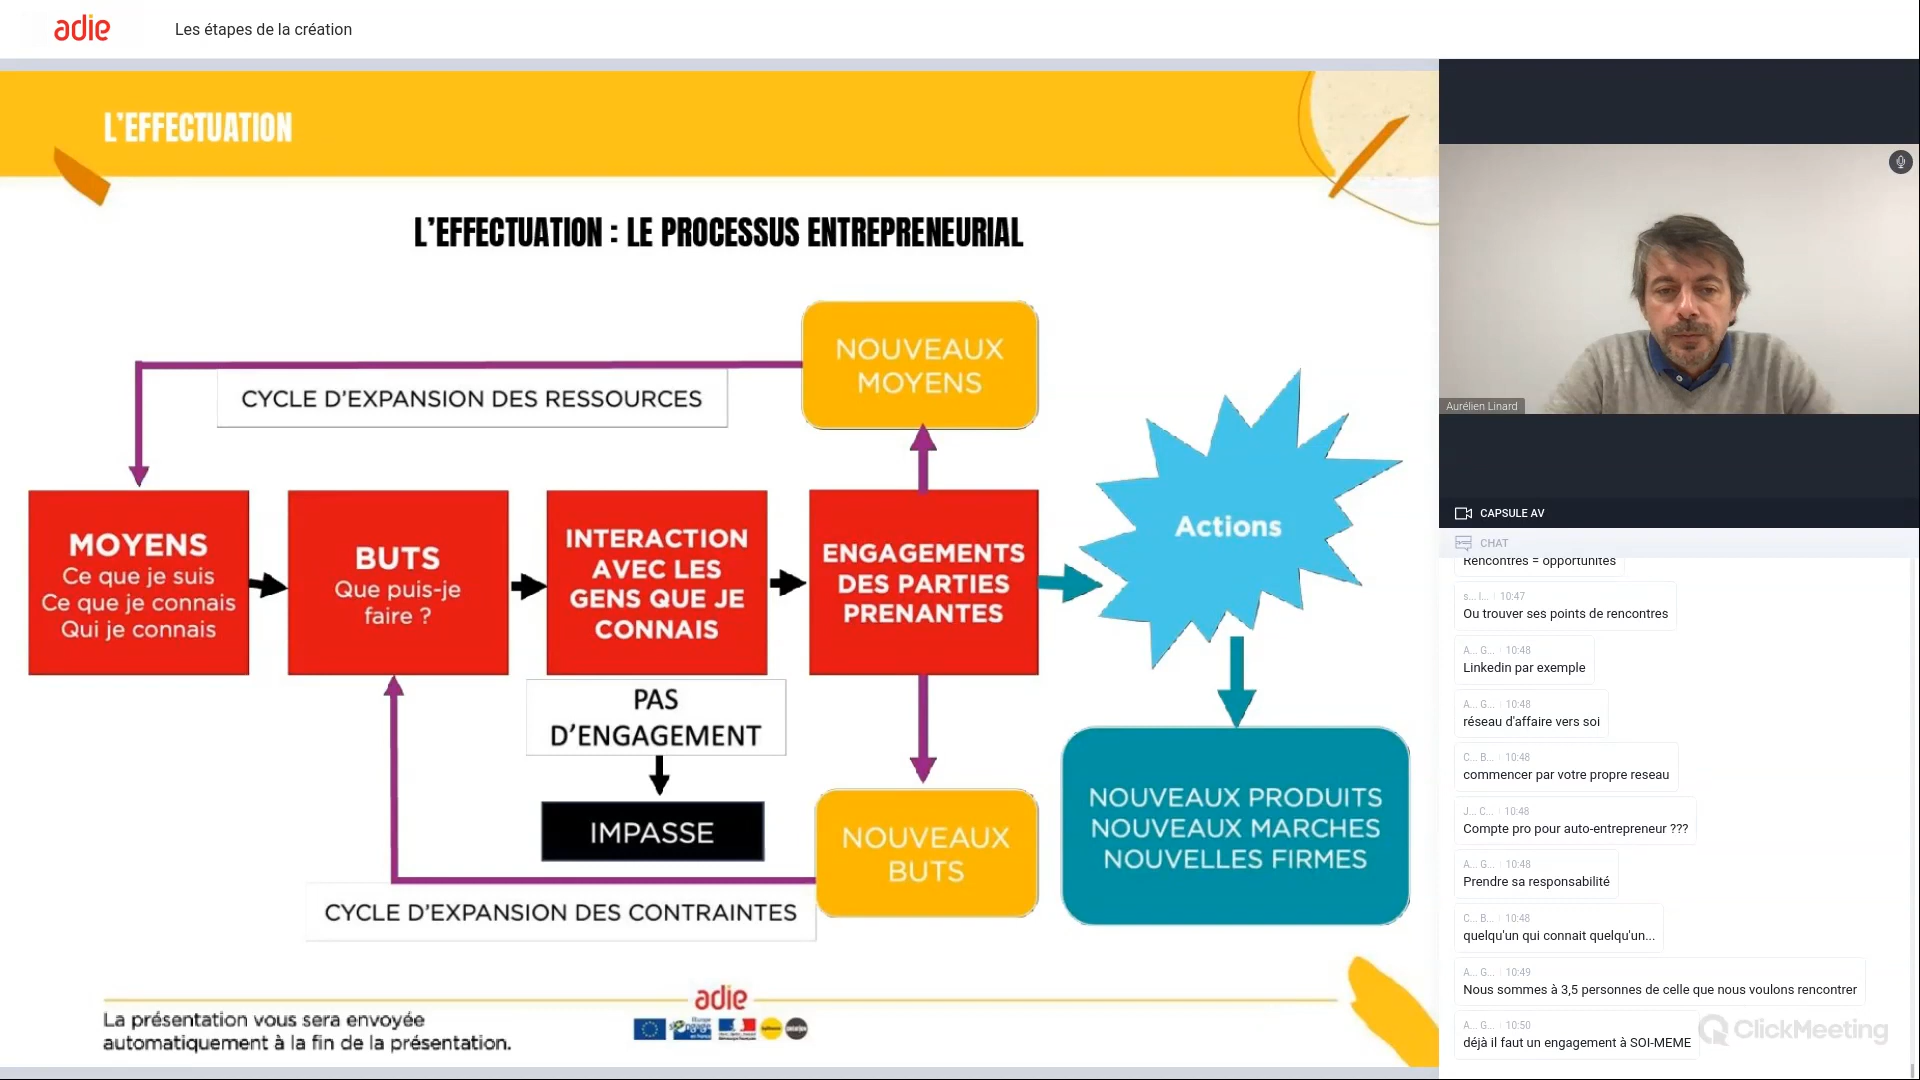 adie
Les étapes de la création
L'EFFECTUATION
L'EFFECTUATION : LE PROCESSUS ENTREPRENEURIAL
NOUVEAUX
MOYENS
CYCLE D'EXPANSION DES RESSOURCES
MOYENS
Ce que je suis
Ce que je connais
Qui je connais
BUTS
Que puis-je
faire ?
INTERACTION
AVEC LES
GENS QUE JE
CONNAIS
ENGAGEMENTS
DES PARTIES
PRENANTES
Actions
PAS
D'ENGAGEMENT
IMPASSE
NOUVEAUX
BUTS
CYCLE D'EXPANSION DES CONTRAINTES
NOUVEAUX PRODUITS
NOUVEAUX MARCHES
NOUVELLES FIRMES
adie
La présentation vous sera envoyée
automatiquement à la fin de la présentation.
Aurélien Linard
CAPSULE AV
CHAT
Rencontres = opportunités
s... l... 10:47
Ou trouver ses points de rencontres
A... G... 10:48
Linkedin par exemple
A... G... 10:48
réseau d'affaire vers soi
C... B... 10:48
commencer par votre propre reseau
J... C... 10:48
Compte pro pour auto-entrepreneur ???
A... G... 10:48
Prendre sa responsabilité
C... B... 10:48
quelqu'un qui connait quelqu'un...
A... G... 10:49
Nous sommes à 3,5 personnes de celle que nous voulons rencontrer
A... G... 10:50
déjà il faut un engagement à SOI-MEME
ClickMeeting